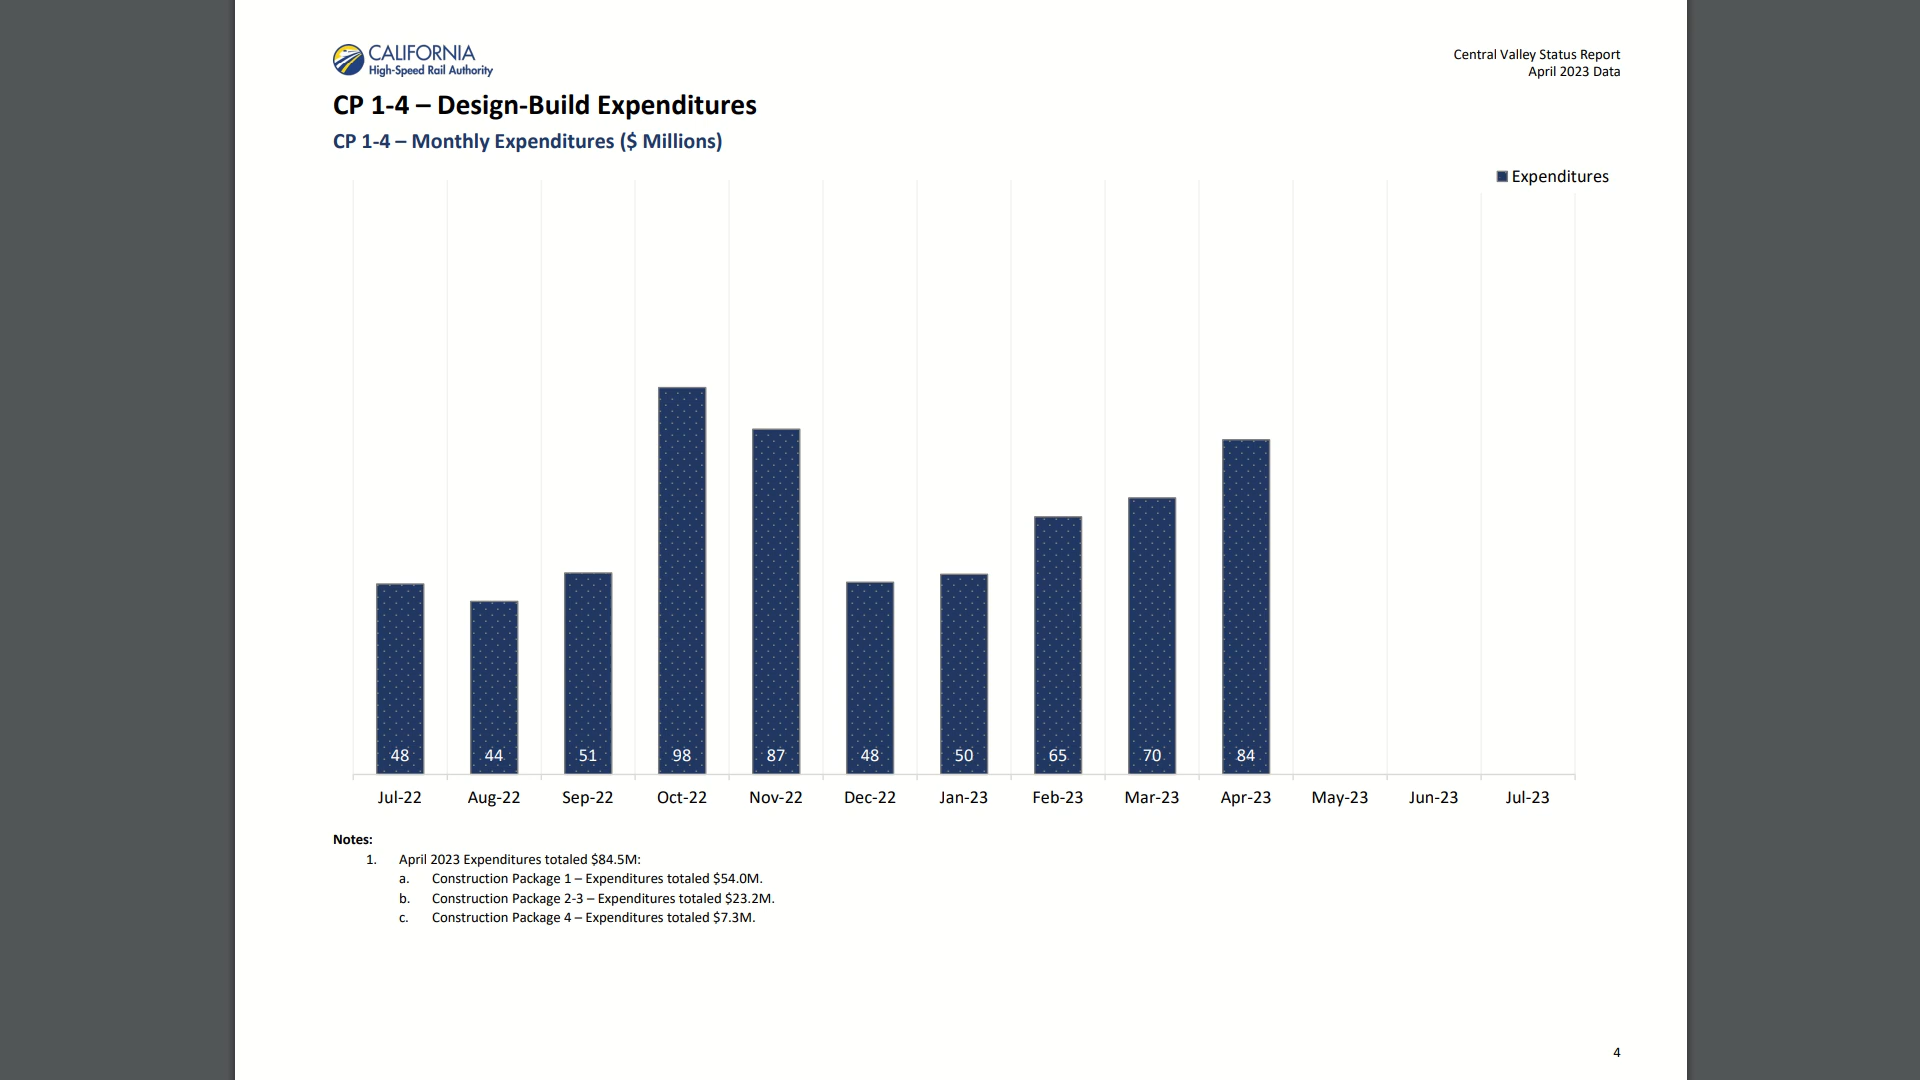 CALIFORNIA
High-Speed Rail Authority
Central Valley Status Report
April 2023 Data
CP 1-4 – Design-Build Expenditures
CP 1-4 – Monthly Expenditures ($ Millions)
Expenditures
48 44 51 98 87 48 50 65 70 84
Jul-22 Aug-22 Sep-22 Oct-22 Nov-22 Dec-22 Jan-23 Feb-23 Mar-23 Apr-23 May-23 Jun-23 Jul-23
Notes:
1. April 2023 Expenditures totaled $84.5M:
a. Construction Package 1 – Expenditures totaled $54.0M.
b. Construction Package 2-3 – Expenditures totaled $23.2M.
c. Construction Package 4 – Expenditures totaled $7.3M.
4